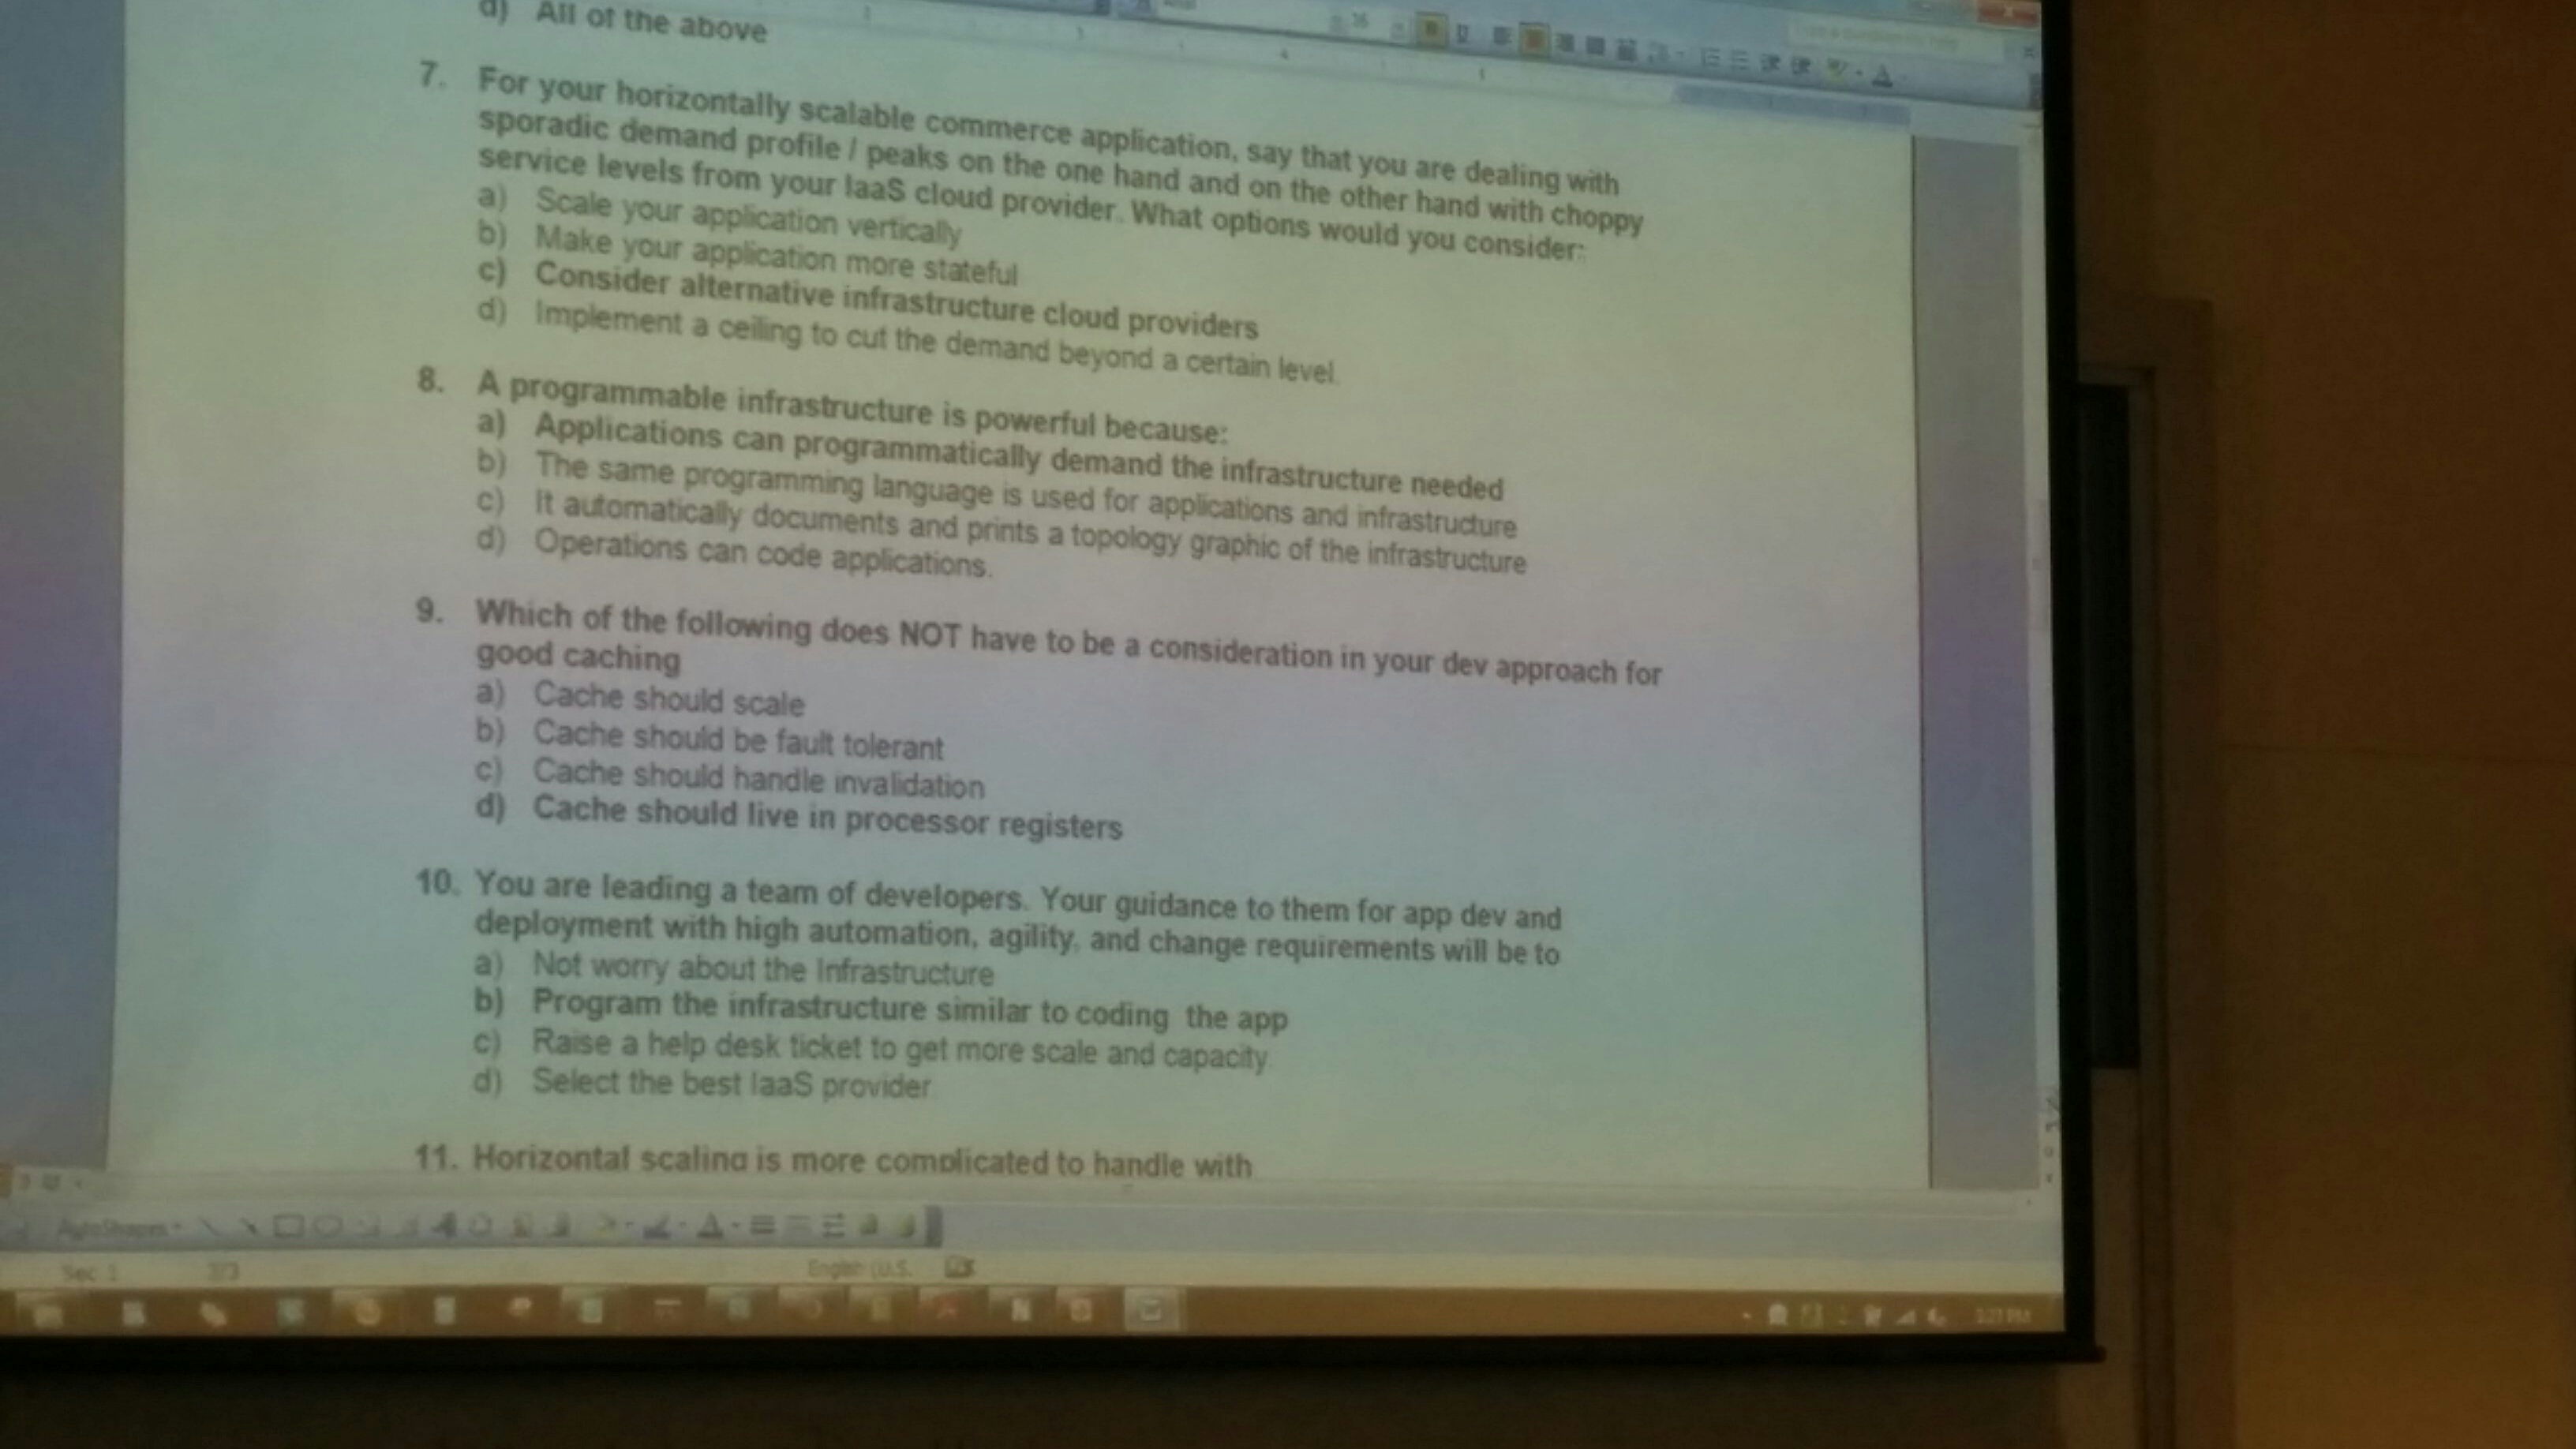 d) All of the above
7. For your horizontally scalable commerce application, say that you are dealing with
sporadic demand profile / peaks on the one hand and on the other hand with choppy
service levels from your IaaS cloud provider. What options would you consider:
a) Scale your application vertically
b) Make your application more stateful
c) Consider alternative infrastructure cloud providers
d) Implement a ceiling to cut the demand beyond a certain level.
8. A programmable infrastructure is powerful because:
a) Applications can programmatically demand the infrastructure needed
b) The same programming language is used for applications and infrastructure
c) It automatically documents and prints a topology graphic of the infrastructure
d) Operations can code applications.
9. Which of the following does NOT have to be a consideration in your dev approach for
good caching
a) Cache should scale
b) Cache should be fault tolerant
c) Cache should handle invalidation
d) Cache should live in processor registers
10. You are leading a team of developers. Your guidance to them for app dev and
deployment with high automation, agility, and change requirements will be to
a) Not worry about the Infrastructure
b) Program the infrastructure similar to coding the app
c) Raise a help desk ticket to get more scale and capacity.
d) Select the best IaaS provider
11. Horizontal scaling is more complicated to handle with
AutoShapes
Sec 1 2/3 English (U.S.